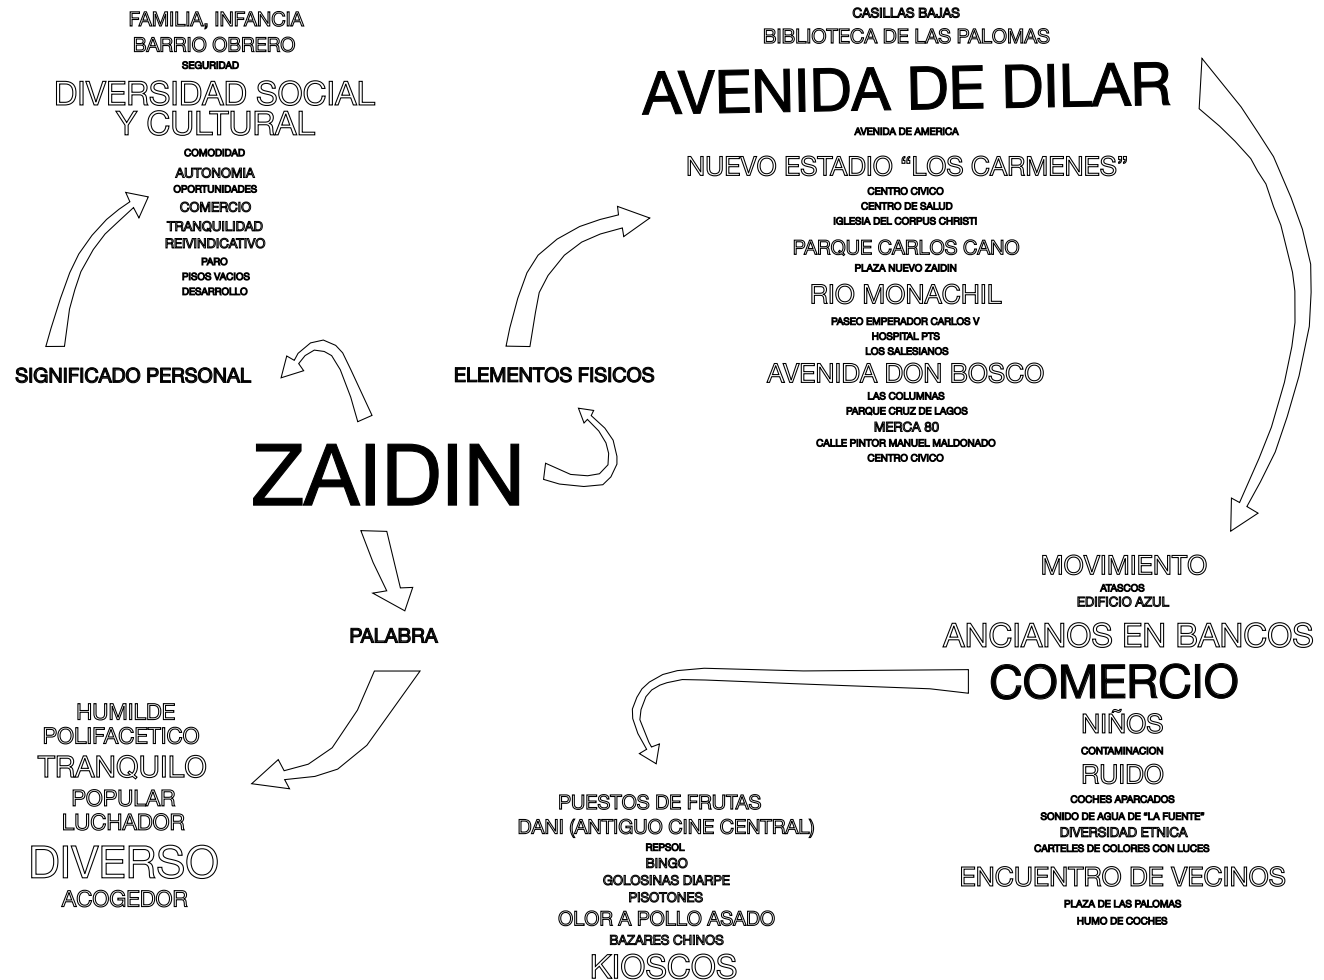 FAMILIA, INFANCIA
BARRIO OBRERO
SEGURIDAD
DIVERSIDAD SOCIAL
Y CULTURAL
COMODIDAD
AUTONOMIA
OPORTUNIDADES
COMERCIO
TRANQUILIDAD
REIVINDICATIVO
PARO
PISOS VACIOS
DESARROLLO
SIGNIFICADO PERSONAL
CASILLAS BAJAS
BIBLIOTECA DE LAS PALOMAS
AVENIDA DE DILAR
AVENIDA DE AMERICA
NUEVO ESTADIO “LOS CARMENES”
CENTRO CIVICO
CENTRO DE SALUD
IGLESIA DEL CORPUS CHRISTI
PARQUE CARLOS CANO
PLAZA NUEVO ZAIDIN
RIO MONACHIL
PASEO EMPERADOR CARLOS V
HOSPITAL PTS
LOS SALESIANOS
AVENIDA DON BOSCO
LAS COLUMNAS
PARQUE CRUZ DE LAGOS
MERCA 80
CALLE PINTOR MANUEL MALDONADO
CENTRO CIVICO
ELEMENTOS FISICOS
ZAIDIN
PALABRA
HUMILDE
POLIFACETICO
TRANQUILO
POPULAR
LUCHADOR
DIVERSO
ACOGEDOR
MOVIMIENTO
ATASCOS
EDIFICIO AZUL
ANCIANOS EN BANCOS
COMERCIO
NIÑOS
CONTAMINACION
RUIDO
COCHES APARCADOS
SONIDO DE AGUA DE “LA FUENTE”
DIVERSIDAD ETNICA
CARTELES DE COLORES CON LUCES
ENCUENTRO DE VECINOS
PLAZA DE LAS PALOMAS
HUMO DE COCHES
PUESTOS DE FRUTAS
DANI (ANTIGUO CINE CENTRAL)
REPSOL
BINGO
GOLOSINAS DIARPE
PISOTONES
OLOR A POLLO ASADO
BAZARES CHINOS
KIOSCOS